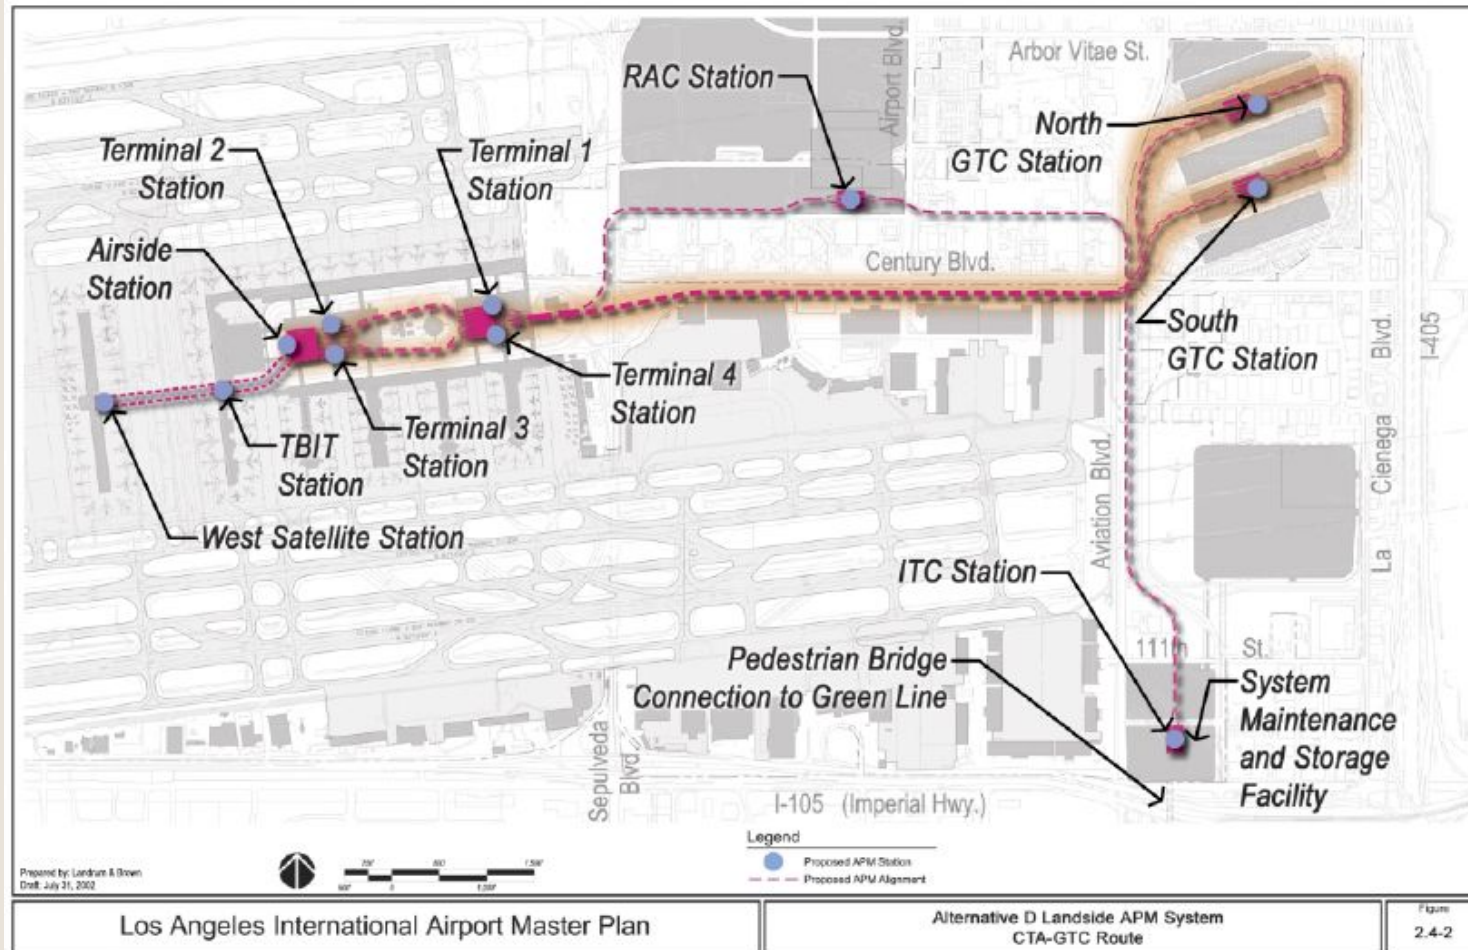 Arbor Vitae St.
Airport Blvd.
RAC Station
North
GTC Station
Terminal 2
Station
Terminal 1
Station
Airside
Station
Century Blvd.
South
GTC Station
La Cienega Blvd.
I-405
Terminal 4
Station
Terminal 3
Station
TBIT
Station
West Satellite Station
Aviation Blvd.
ITC Station
111th St.
Pedestrian Bridge
Connection to Green Line
System
Maintenance
and Storage
Facility
Sepulveda
Blvd.
I-105 (Imperial Hwy.)
Legend
Proposed APM Station
Proposed APM Alignment
Prepared by: Landrum & Brown
Draft: July 31, 2002
Los Angeles International Airport Master Plan
Alternative D Landside APM System
CTA-GTC Route
Figure
2.4-2